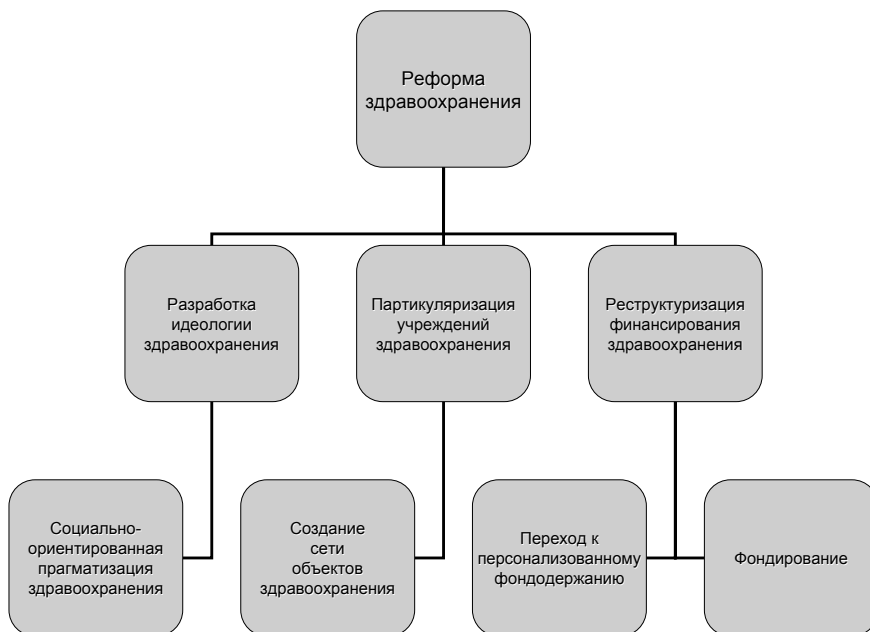 Реформа
здравоохранения
Разработка
идеологии
здравоохранения
Партикуляризация
учреждений
здравоохранения
Реструктуризация
финансирования
здравоохранения
Социально-
ориентированная
прагматизация
здравоохранения
Создание
сети
объектов
здравоохранения
Переход к
персонализованному
фондодержанию
Фондирование